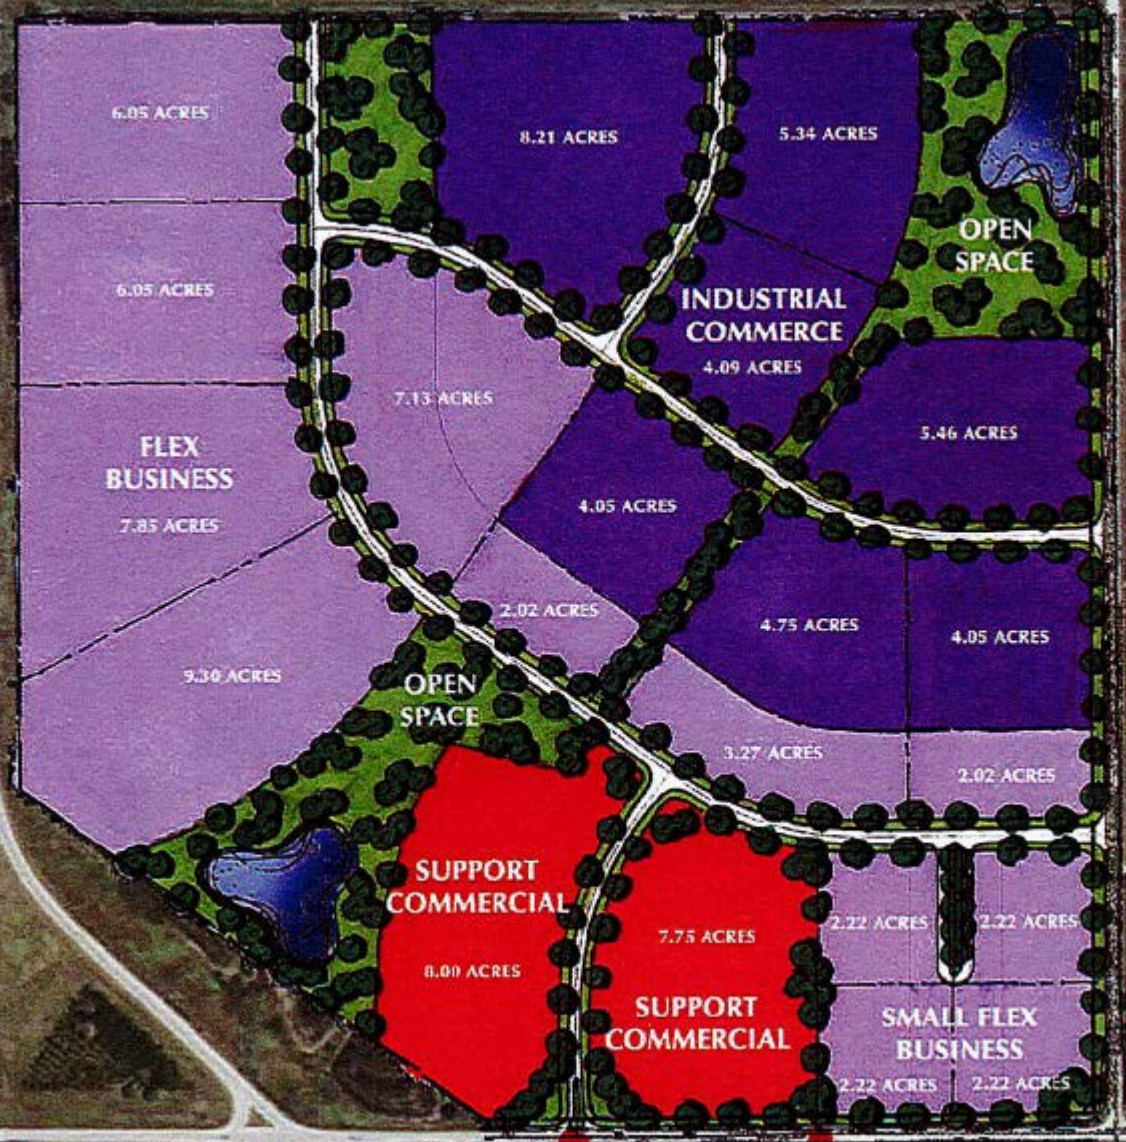 6.05 ACRES
8.21 ACRES
5.34 ACRES
OPEN
SPACE
6.05 ACRES
INDUSTRIAL
COMMERCE
4.09 ACRES
7.13 ACRES
5.46 ACRES
FLEX
BUSINESS
7.85 ACRES
4.05 ACRES
2.02 ACRES
4.75 ACRES
4.05 ACRES
9.30 ACRES
OPEN
SPACE
3.27 ACRES
2.02 ACRES
SUPPORT
COMMERCIAL
8.00 ACRES
7.75 ACRES
SUPPORT
COMMERCIAL
2.22 ACRES
2.22 ACRES
SMALL FLEX
BUSINESS
2.22 ACRES
2.22 ACRES